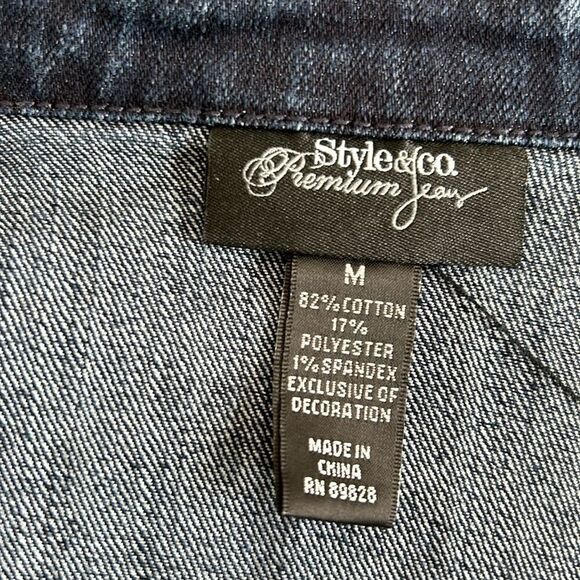 Style&co.
Premium Jeans
M
82% COTTON
17%
POLYESTER
1% SPANDEX
EXCLUSIVE OF
DECORATION
MADE IN
CHINA
RN 89828